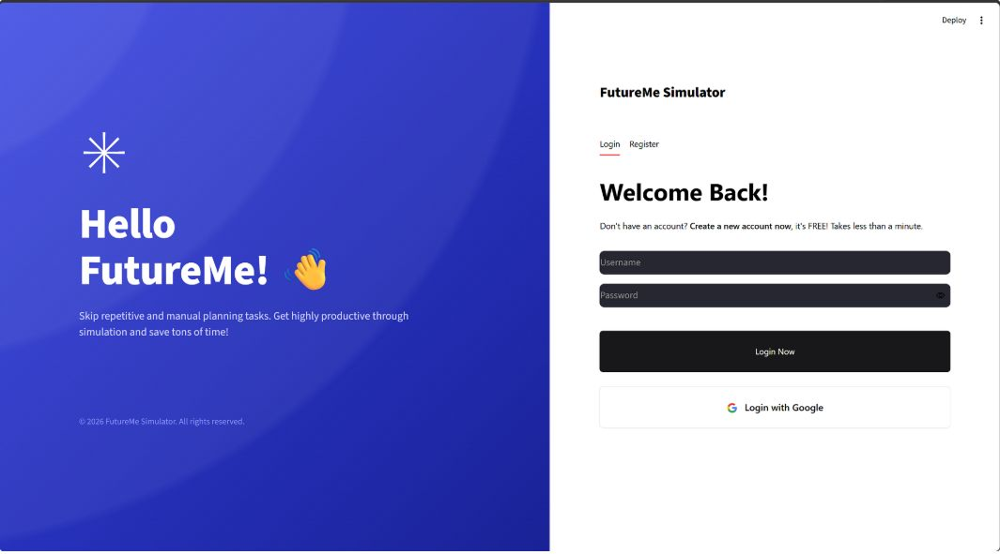 Deploy
FutureMe Simulator
Login Register
Welcome Back!
Don't have an account? Create a new account now, it's FREE! Takes less than a minute.
Username
Password
Login Now
Login with Google
Hello
FutureMe! 👋
Skip repetitive and manual planning tasks. Get highly productive through
simulation and save tons of time!
© 2026 FutureMe Simulator. All rights reserved.